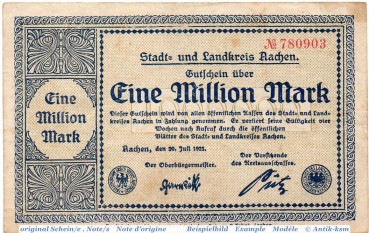 № 780903
Stadt- und Landkreis Aachen.
Gutschein über
Eine Million Mark
Eine
Million
Mark
Dieser Gutschein wird von allen öffentlichen Kassen des Stadt- und Land-
kreises Aachen in Zahlung genommen. Er verliert seine Gültigkeit vier
Wochen nach Aufruf durch die öffentlichen
Blätter des Stadt- und Landkreises Aachen.
Aachen, den 20. Juli 1923.
Der Oberbürgermeister.
Der Vorsitzende
des Kreisausschusses.
original Schein/e , Note/s Note d'origine Beispielbild Example Modèle © Antik-ksm